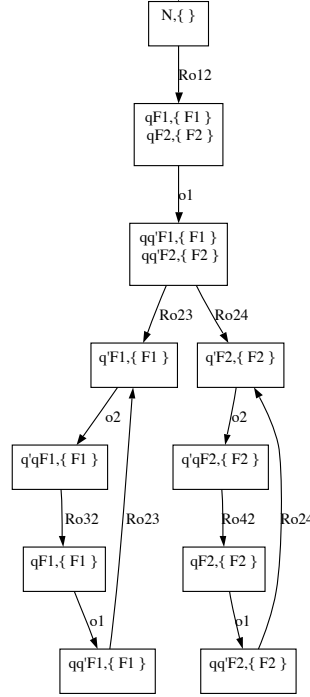 N,{ }
Ro12
qF1,{ F1 }
qF2,{ F2 }
o1
qq'F1,{ F1 }
qq'F2,{ F2 }
Ro23
Ro24
q'F1,{ F1 }
q'F2,{ F2 }
o2
o2
q'qF1,{ F1 }
q'qF2,{ F2 }
Ro32
Ro23
Ro42
Ro24
qF1,{ F1 }
qF2,{ F2 }
o1
o1
qq'F1,{ F1 }
qq'F2,{ F2 }